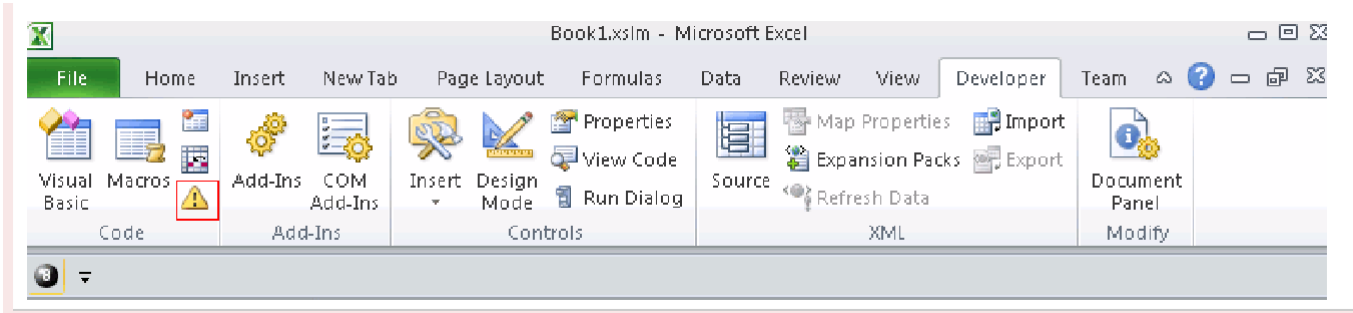 Book1.xslm - Microsoft Excel
File Home Insert New Tab Page Layout Formulas Data Review View Developer Team
Properties Map Properties Import
View Code Expansion Packs Export
Visual Basic Macros Add-Ins COM Add-Ins Insert Design Mode Run Dialog Source Refresh Data Document Panel
Code Add-Ins Controls XML Modify
8